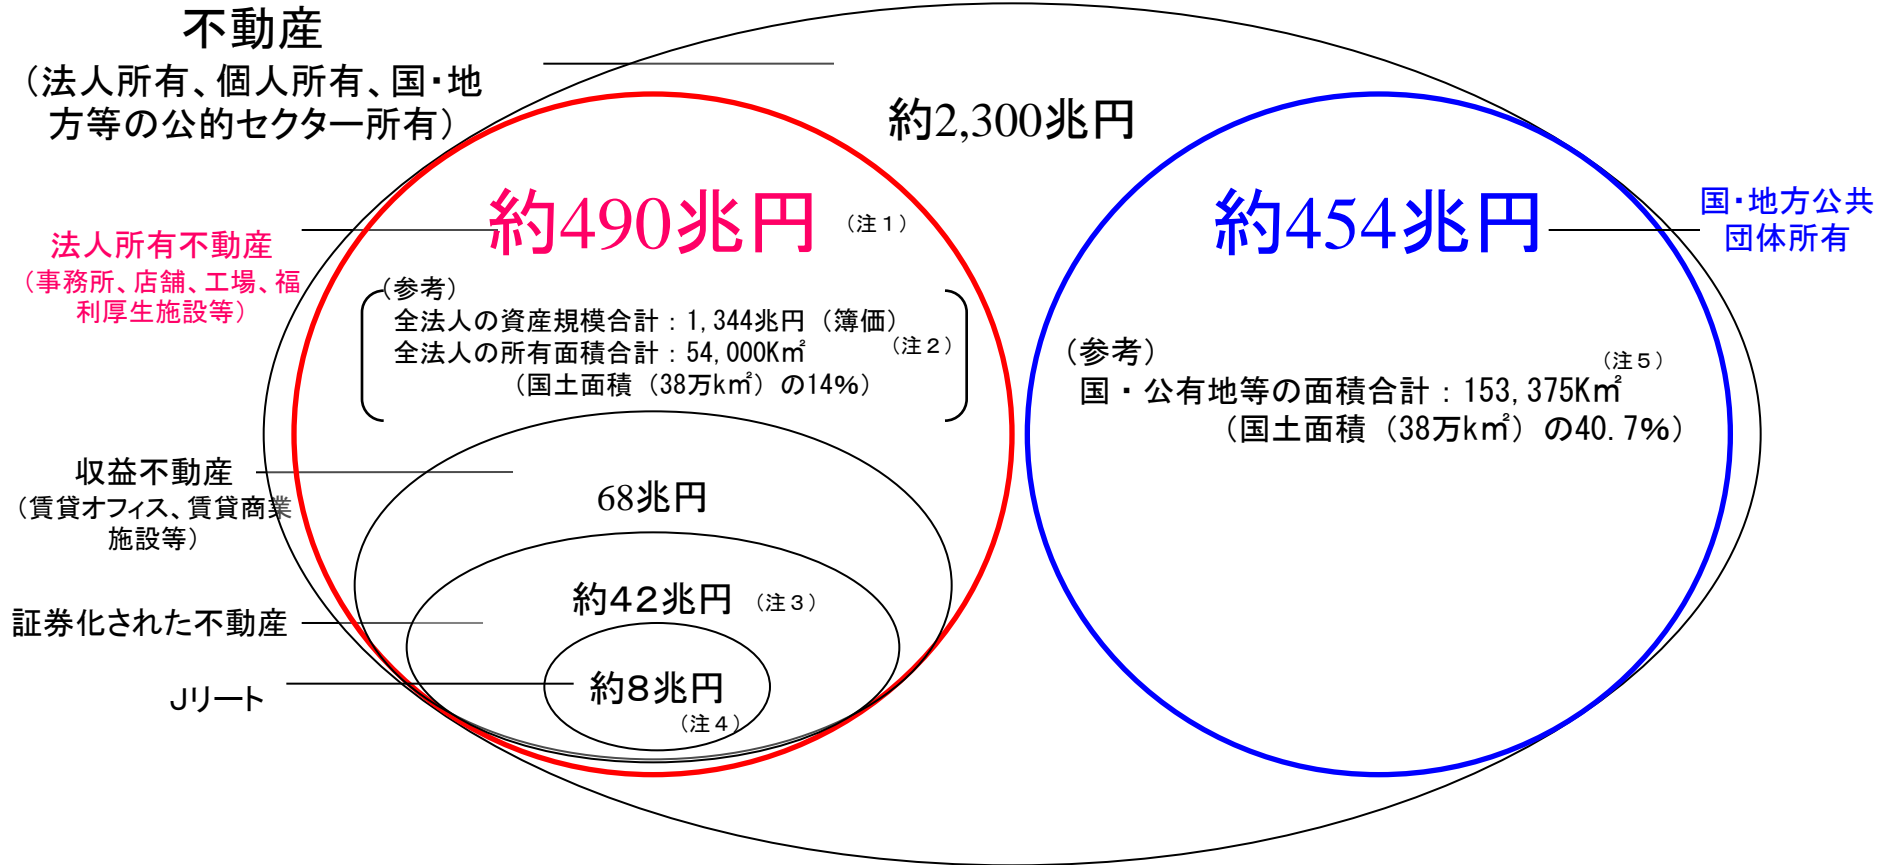 不動産
（法人所有、個人所有、国・地
方等の公的セクター所有）
約2,300兆円
約490兆円 （注１）
約454兆円
国・地方公共
団体所有
法人所有不動産
（事務所、店舗、工場、福
利厚生施設等）
（参考）
全法人の資産規模合計：1,344兆円（簿価）
全法人の所有面積合計：54,000K㎡ （注２）
（国土面積（38万k㎡）の14%）
（参考）
（注５）
国・公有地等の面積合計：153,375K㎡
（国土面積（38万k㎡）の40.7%）
収益不動産
（賃貸オフィス、賃貸商業
施設等）
68兆円
証券化された不動産
約４２兆円 （注３）
Jリート
約８兆円
（注４）